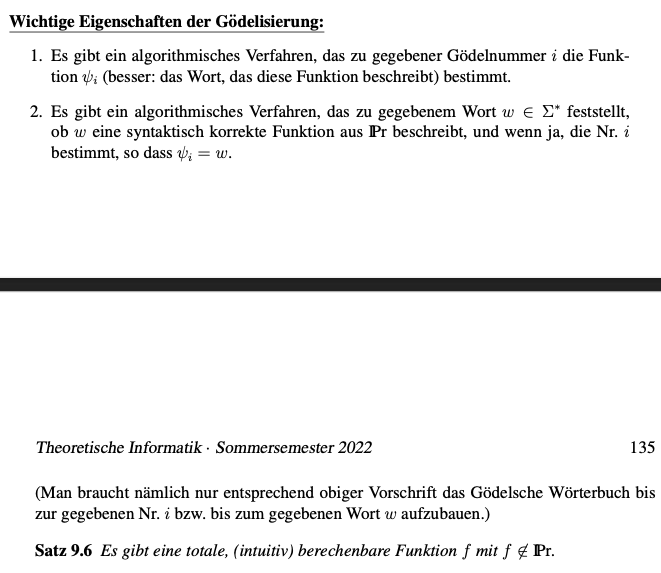 Wichtige Eigenschaften der Gödelisierung:
1. Es gibt ein algorithmisches Verfahren, das zu gegebener Gödelnummer i die Funk-
tion ψᵢ (besser: das Wort, das diese Funktion beschreibt) bestimmt.
2. Es gibt ein algorithmisches Verfahren, das zu gegebenem Wort w ∈ Σ* feststellt,
ob w eine syntaktisch korrekte Funktion aus ℙr beschreibt, und wenn ja, die Nr. i
bestimmt, so dass ψᵢ = w.
Theoretische Informatik · Sommersemester 2022 135
(Man braucht nämlich nur entsprechend obiger Vorschrift das Gödelsche Wörterbuch bis
zur gegebenen Nr. i bzw. bis zum gegebenen Wort w aufzubauen.)
Satz 9.6 Es gibt eine totale, (intuitiv) berechenbare Funktion f mit f ∉ ℙr.